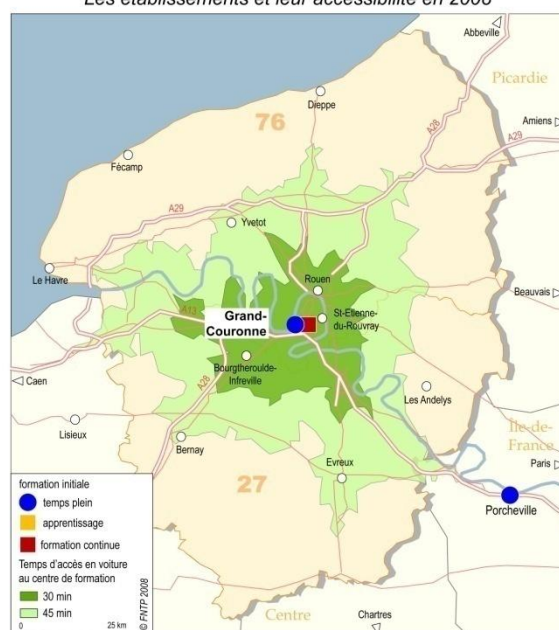 Les établissements et leur accessibilité en 2008
Abbeville
Picardie
Dieppe
76
Amiens
A28
A29
Fécamp
A29
Yvetot
Le Havre
Rouen
Beauvais
A13
Grand-
Couronne
St-Etienne-
du-Rouvray
Bourgtheroulde-
Infreville
Caen
A28
Les Andelys
Lisieux
Bernay
Île-de-
France
Paris
Evreux
27
Porcheville
formation initiale
temps plein
apprentissage
formation continue
Temps d'accès en voiture
au centre de formation
30 min
45 min
0 25 km
© FNTP 2008
Centre
Chartres